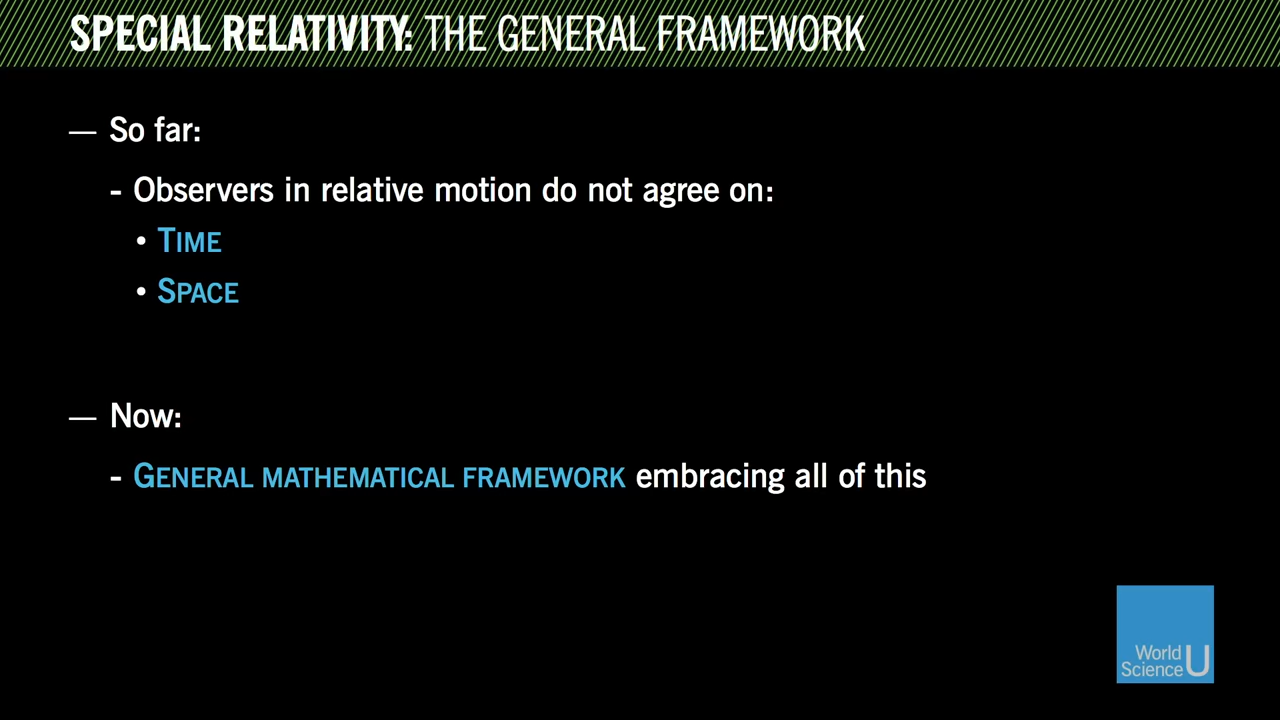 SPECIAL RELATIVITY: THE GENERAL FRAMEWORK
— So far:
- Observers in relative motion do not agree on:
• TIME
• SPACE
— Now:
- GENERAL MATHEMATICAL FRAMEWORK embracing all of this
World
Science U